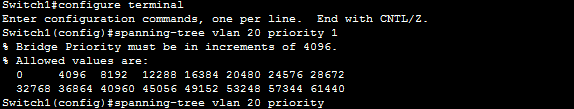 Switch1#configure terminal
Enter configuration commands, one per line.  End with CNTL/Z.
Switch1(config)#spanning-tree vlan 20 priority 1
% Bridge Priority must be in increments of 4096.
% Allowed values are:
  0     4096  8192  12288 16384 20480 24576 28672
  32768 36864 40960 45056 49152 53248 57344 61440
Switch1(config)#spanning-tree vlan 20 priority